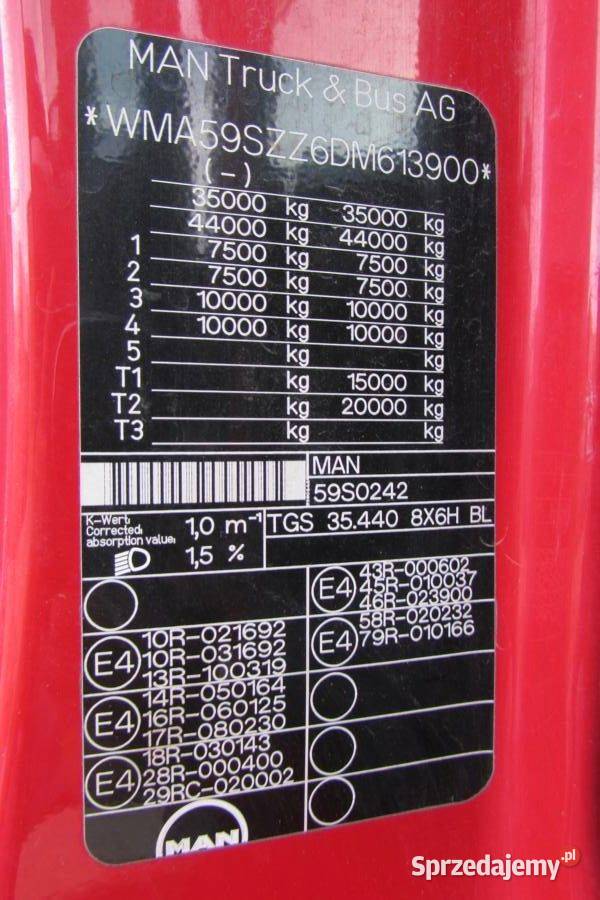 MAN Truck & Bus AG
*WMA59SZZ6DM613900*
(-)
35000 kg 35000 kg
44000 kg 44000 kg
1 7500 kg 7500 kg
2 7500 kg 7500 kg
3 10000 kg 10000 kg
4 10000 kg 10000 kg
5 kg kg
T1 kg 15000 kg
T2 kg 20000 kg
T3 kg kg
MAN
59S0242
K-Wert:
Corrected
absorption value:
1,0 m⁻¹
1,5 %
TGS 35.440 8X6H BL
E4
43R-000602
45R-010037
46R-023900
E4
58R-020232
79R-010166
E4
10R-021692
10R-031692
13R-100319
E4
14R-050164
16R-060125
17R-080230
E4
18R-030143
28R-000400
29RC-020002
MAN
Sprzedajemy.pl